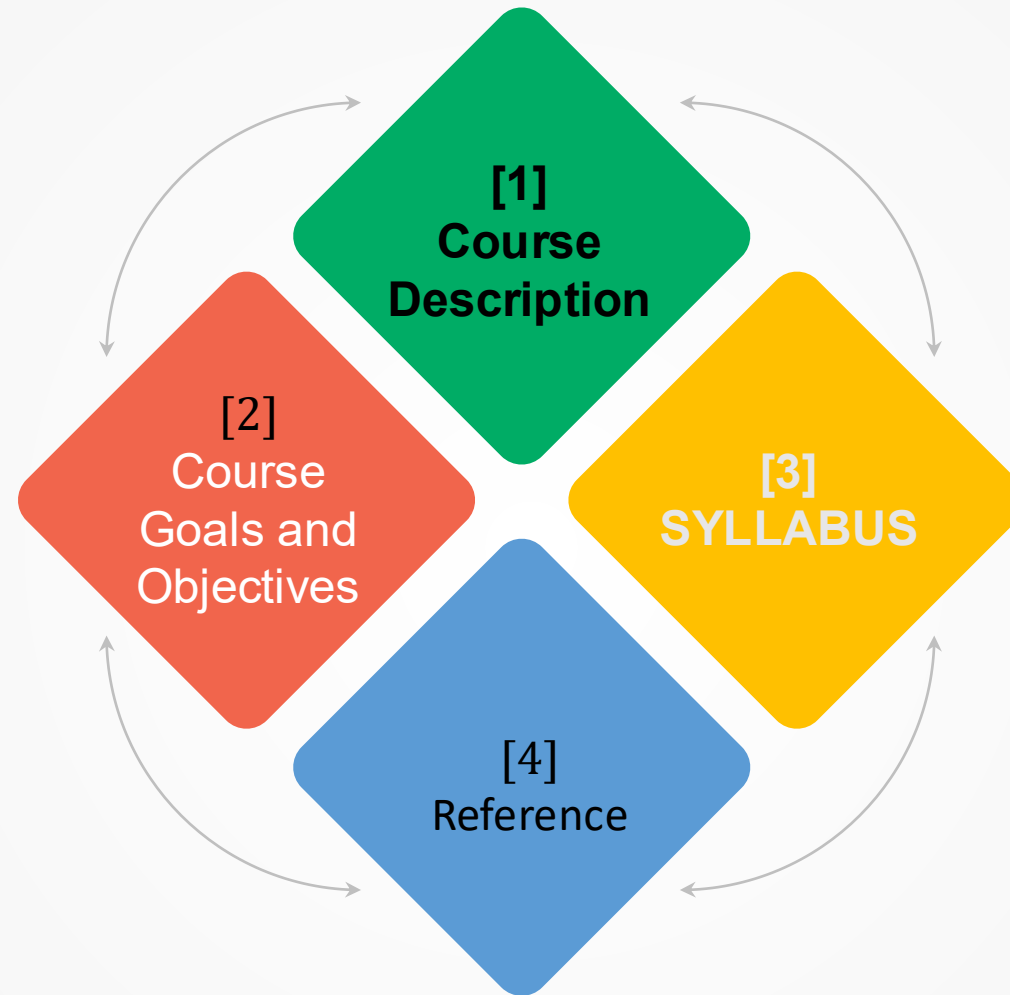 [1]
Course
Description
[2]
Course
Goals and
Objectives
[3]
SYLLABUS
[4]
Reference